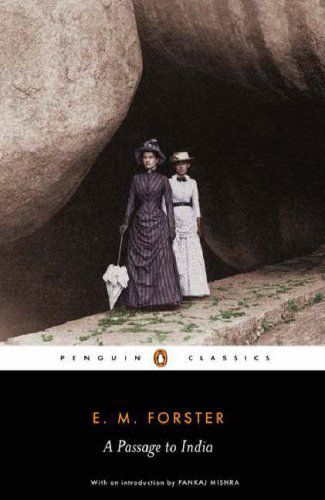 PENGUIN CLASSICS
E. M. FORSTER
A Passage to India
With an introduction by PANKAJ MISHRA